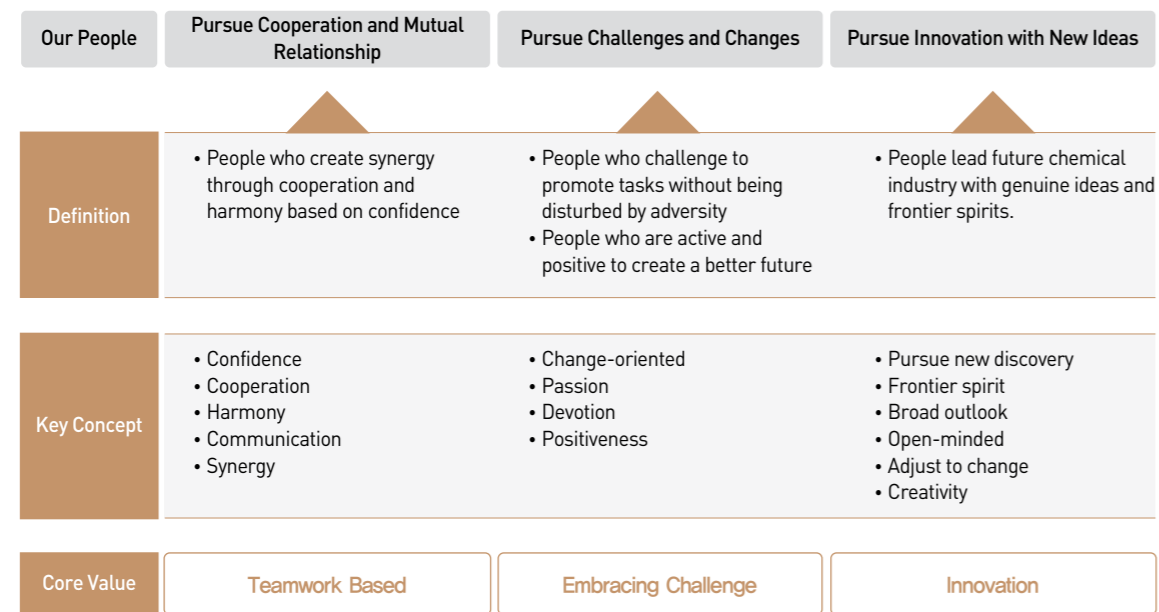 Our People
Pursue Cooperation and Mutual
Relationship
Pursue Challenges and Changes
Pursue Innovation with New Ideas
Definition
• People who create synergy
through cooperation and
harmony based on confidence
• People who challenge to
promote tasks without being
disturbed by adversity
• People who are active and
positive to create a better future
• People lead future chemical
industry with genuine ideas and
frontier spirits.
Key Concept
• Confidence
• Cooperation
• Harmony
• Communication
• Synergy
• Change-oriented
• Passion
• Devotion
• Positiveness
• Pursue new discovery
• Frontier spirit
• Broad outlook
• Open-minded
• Adjust to change
• Creativity
Core Value
Teamwork Based
Embracing Challenge
Innovation